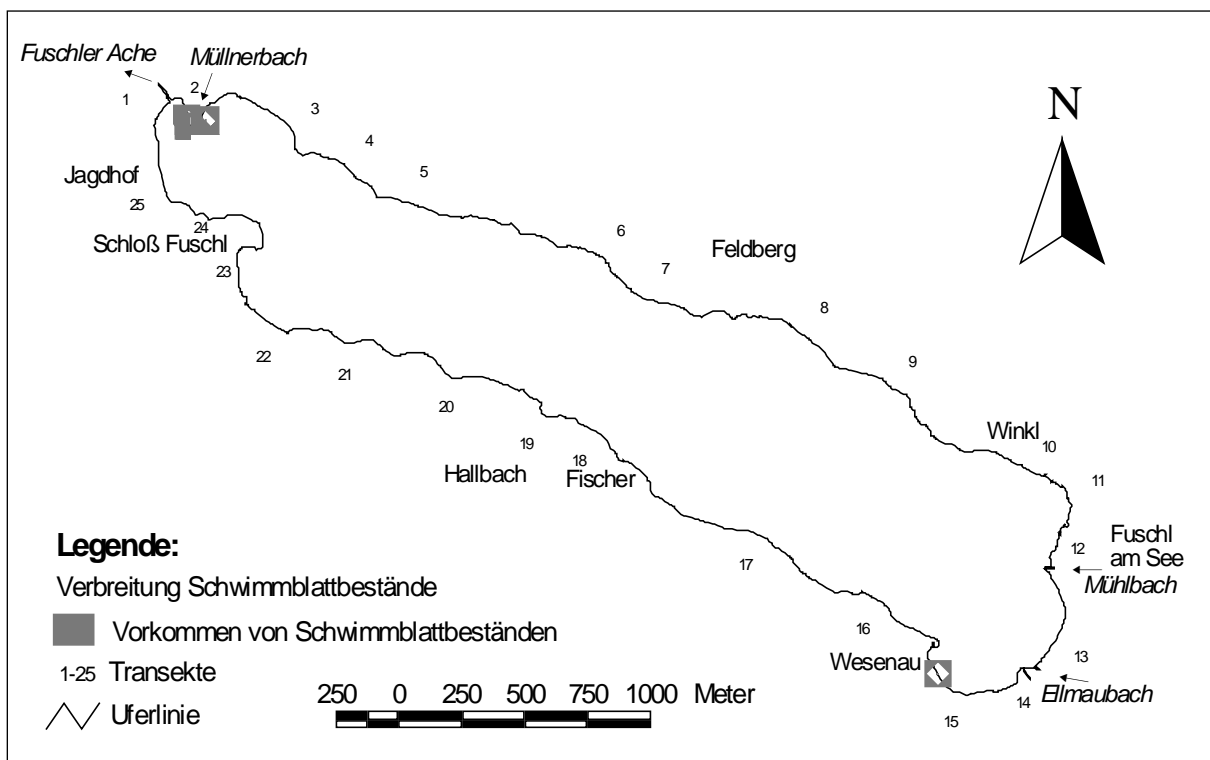 Fuschler Ache
Müllnerbach
N
1
2
3
4
5
Jagdhof
25
24
Schloß Fuschl
23
6
Feldberg
7
8
22
21
9
20
Winkl
10
19
18
Hallbach
Fischer
11
Fuschl
am See
12
Mühlbach
17
16
Wesenau
13
Ellmaubach
14
15
Legende:
Verbreitung Schwimmblattbestände
Vorkommen von Schwimmblattbeständen
1-25 Transekte
Uferlinie
250 0 250 500 750 1000 Meter